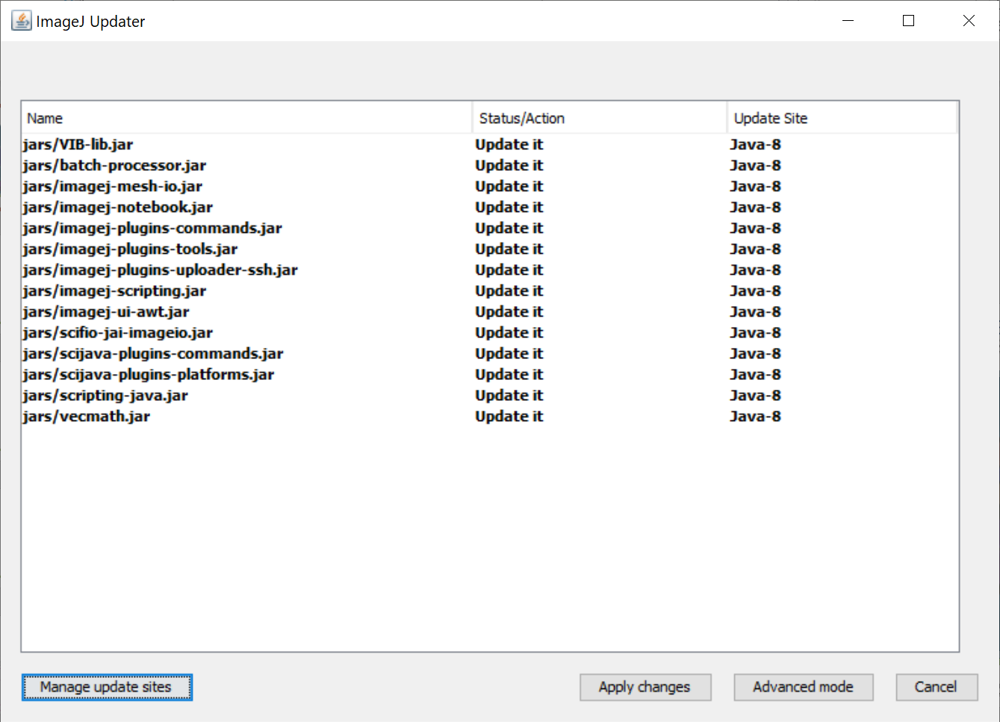 ImageJ Updater
Name Status/Action Update Site
jars/VIB-lib.jar Update it Java-8
jars/batch-processor.jar Update it Java-8
jars/imagej-mesh-io.jar Update it Java-8
jars/imagej-notebook.jar Update it Java-8
jars/imagej-plugins-commands.jar Update it Java-8
jars/imagej-plugins-tools.jar Update it Java-8
jars/imagej-plugins-uploader-ssh.jar Update it Java-8
jars/imagej-scripting.jar Update it Java-8
jars/imagej-ui-awt.jar Update it Java-8
jars/scifio-jai-imageio.jar Update it Java-8
jars/scijava-plugins-commands.jar Update it Java-8
jars/scijava-plugins-platforms.jar Update it Java-8
jars/scripting-java.jar Update it Java-8
jars/vecmath.jar Update it Java-8
Manage update sites Apply changes Advanced mode Cancel